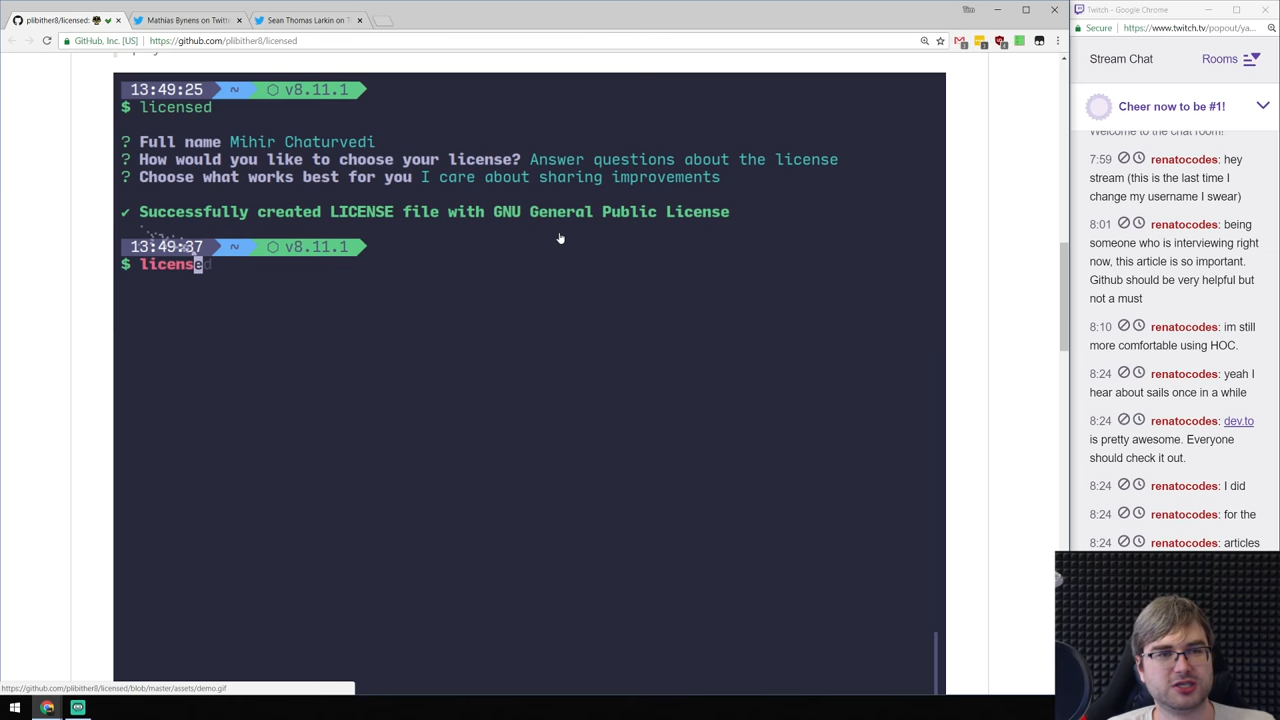 plibither8/licensed:
Mathias Bynens on Twitt
Sean Thomas Larkin on T
GitHub, Inc. [US]
https://github.com/plibither8/licensed
13:49:25 ~ v8.11.1
$ licensed
? Full name Mihir Chaturvedi
? How would you like to choose your license? Answer questions about the license
? Choose what works best for you I care about sharing improvements
✔ Successfully created LICENSE file with GNU General Public License
13:49:37 ~ v8.11.1
$ licensed
https://github.com/plibither8/licensed/blob/master/assets/demo.gif
Twitch - Google Chrome
Secure
https://www.twitch.tv/popout/ya...
Stream Chat
Rooms
Cheer now to be #1!
Welcome to the chat room!
7:59 renatocodes: hey
stream (this is the last time I
change my username I swear)
8:01 renatocodes: being
someone who is interviewing right
now, this article is so important.
Github should be very helpful but
not a must
8:10 renatocodes: im still
more comfortable using HOC.
8:24 renatocodes: yeah I
hear about sails once in a while
8:24 renatocodes: dev.to
is pretty awesome. Everyone
should check it out.
8:24 renatocodes: I did
8:24 renatocodes: for the
8:24 renatocodes: articles